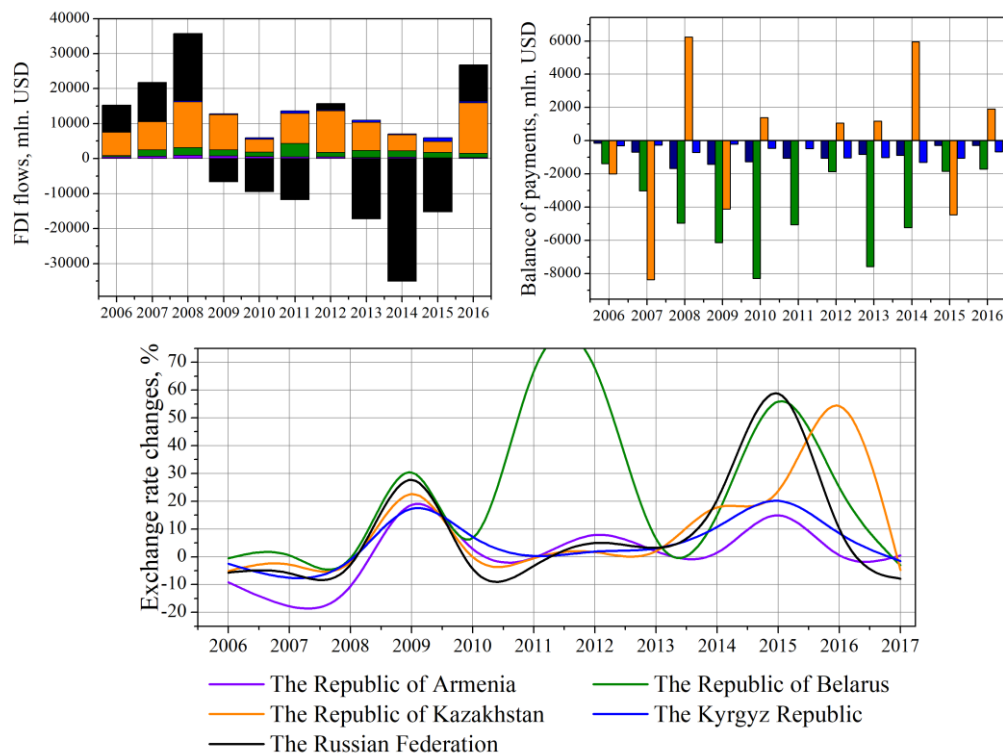 FDI flows, mln. USD
40000
30000
20000
10000
0
-10000
-20000
-30000
2006 2007 2008 2009 2010 2011 2012 2013 2014 2015 2016
Balance of payments, mln. USD
6000
4000
2000
0
-2000
-4000
-6000
-8000
2006 2007 2008 2009 2010 2011 2012 2013 2014 2015 2016
Exchange rate changes, %
70
60
50
40
30
20
10
0
-10
-20
2006 2007 2008 2009 2010 2011 2012 2013 2014 2015 2016 2017
The Republic of Armenia
The Republic of Belarus
The Republic of Kazakhstan
The Kyrgyz Republic
The Russian Federation